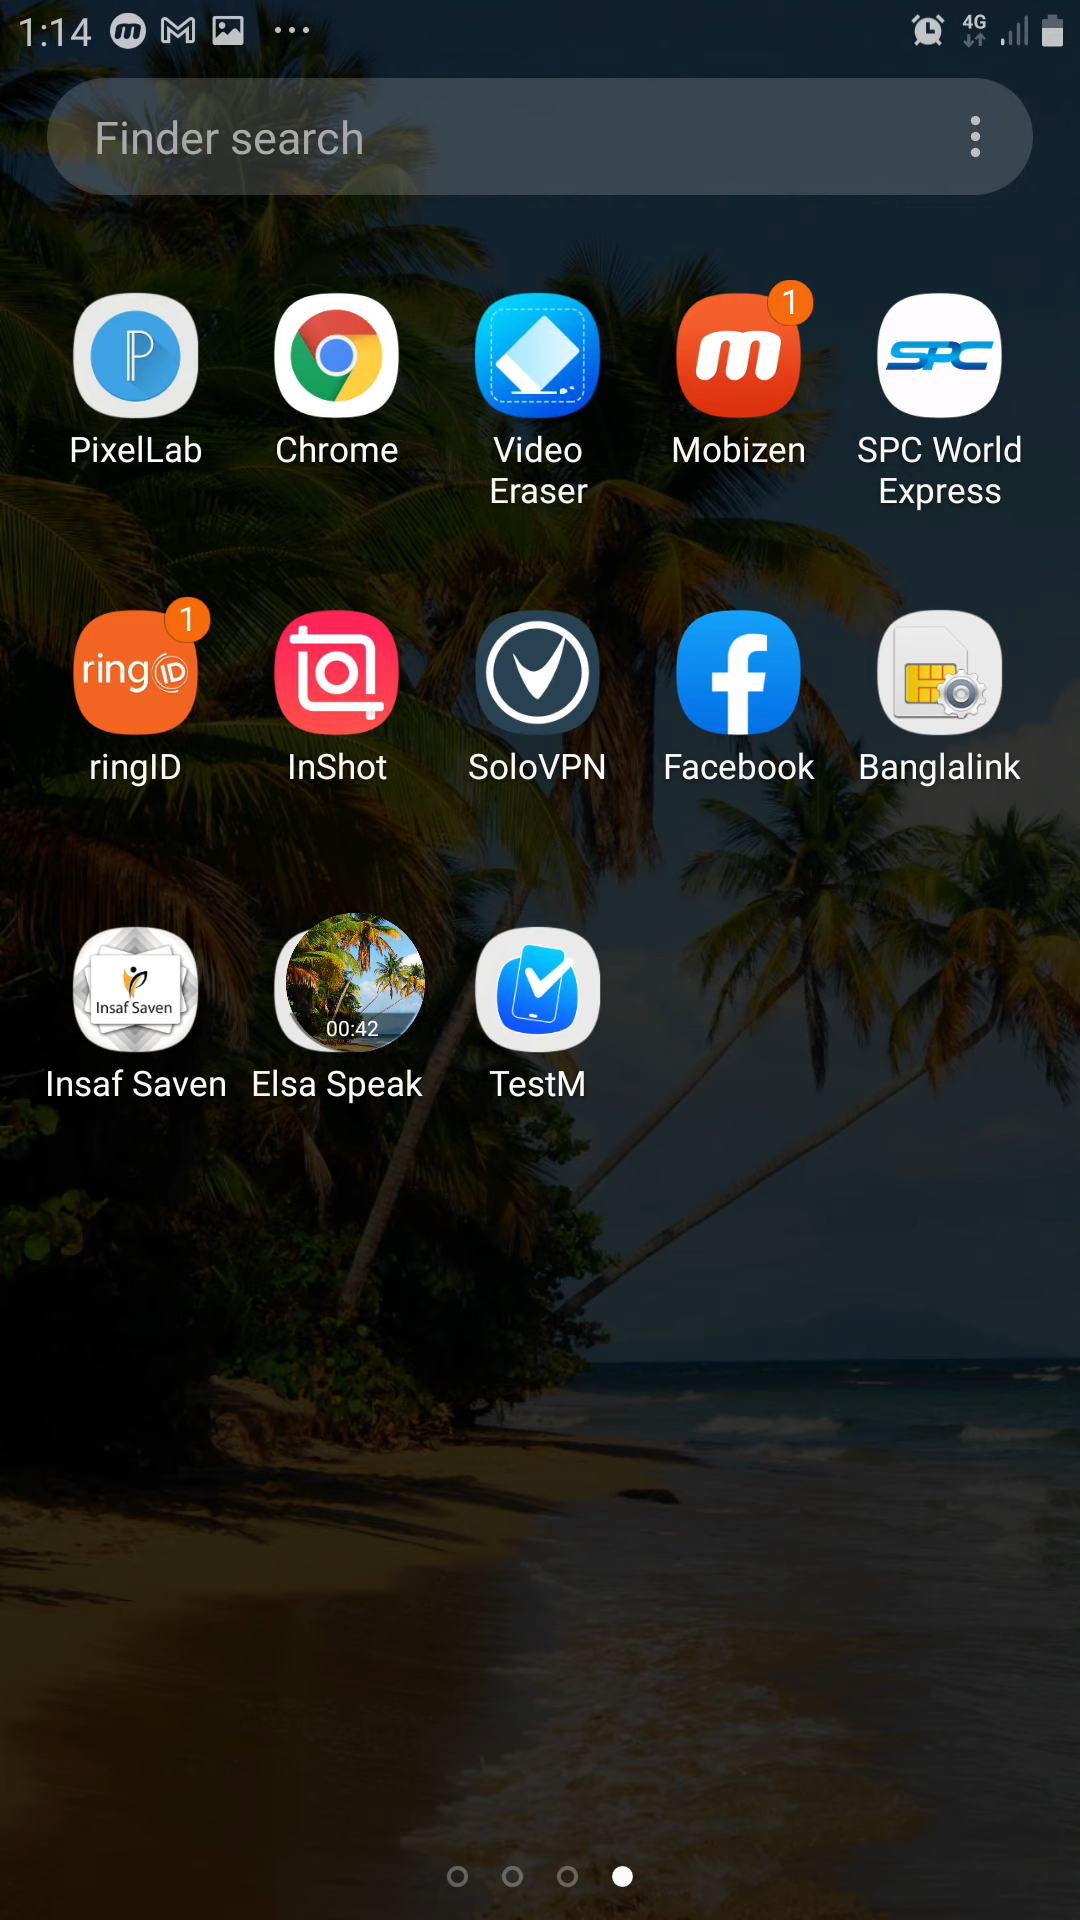 1:14 m 4G
Finder search
1
P
m
SPC
PixelLab Chrome Video Eraser Mobizen SPC World Express
1
ring ID
ringID InShot SoloVPN Facebook Banglalink
Insaf Saven
00:42
Insaf Saven Elsa Speak TestM